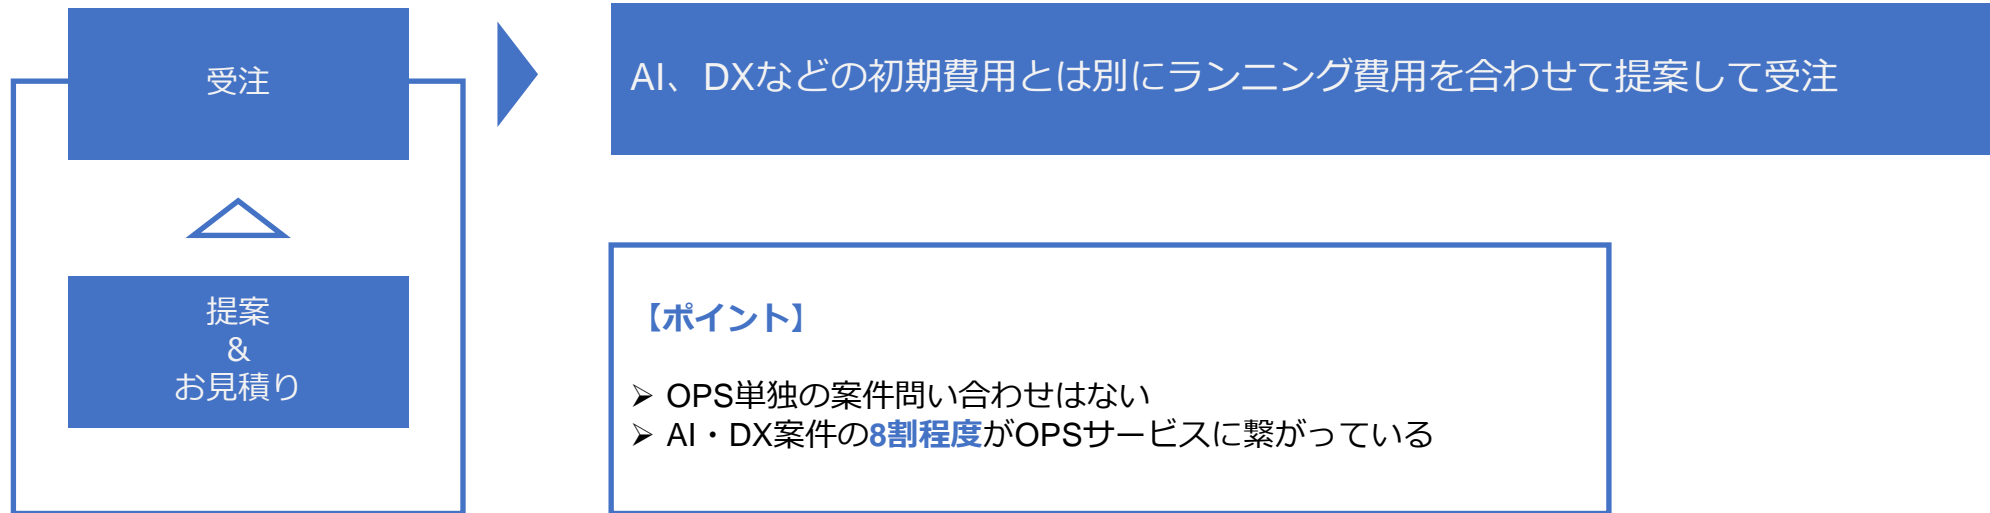 受注
提案
&
お見積り
AI、DXなどの初期費用とは別にランニング費用を合わせて提案して受注
【ポイント】
➢ OPS単独の案件問い合わせはない
➢ AI・DX案件の8割程度がOPSサービスに繋がっている